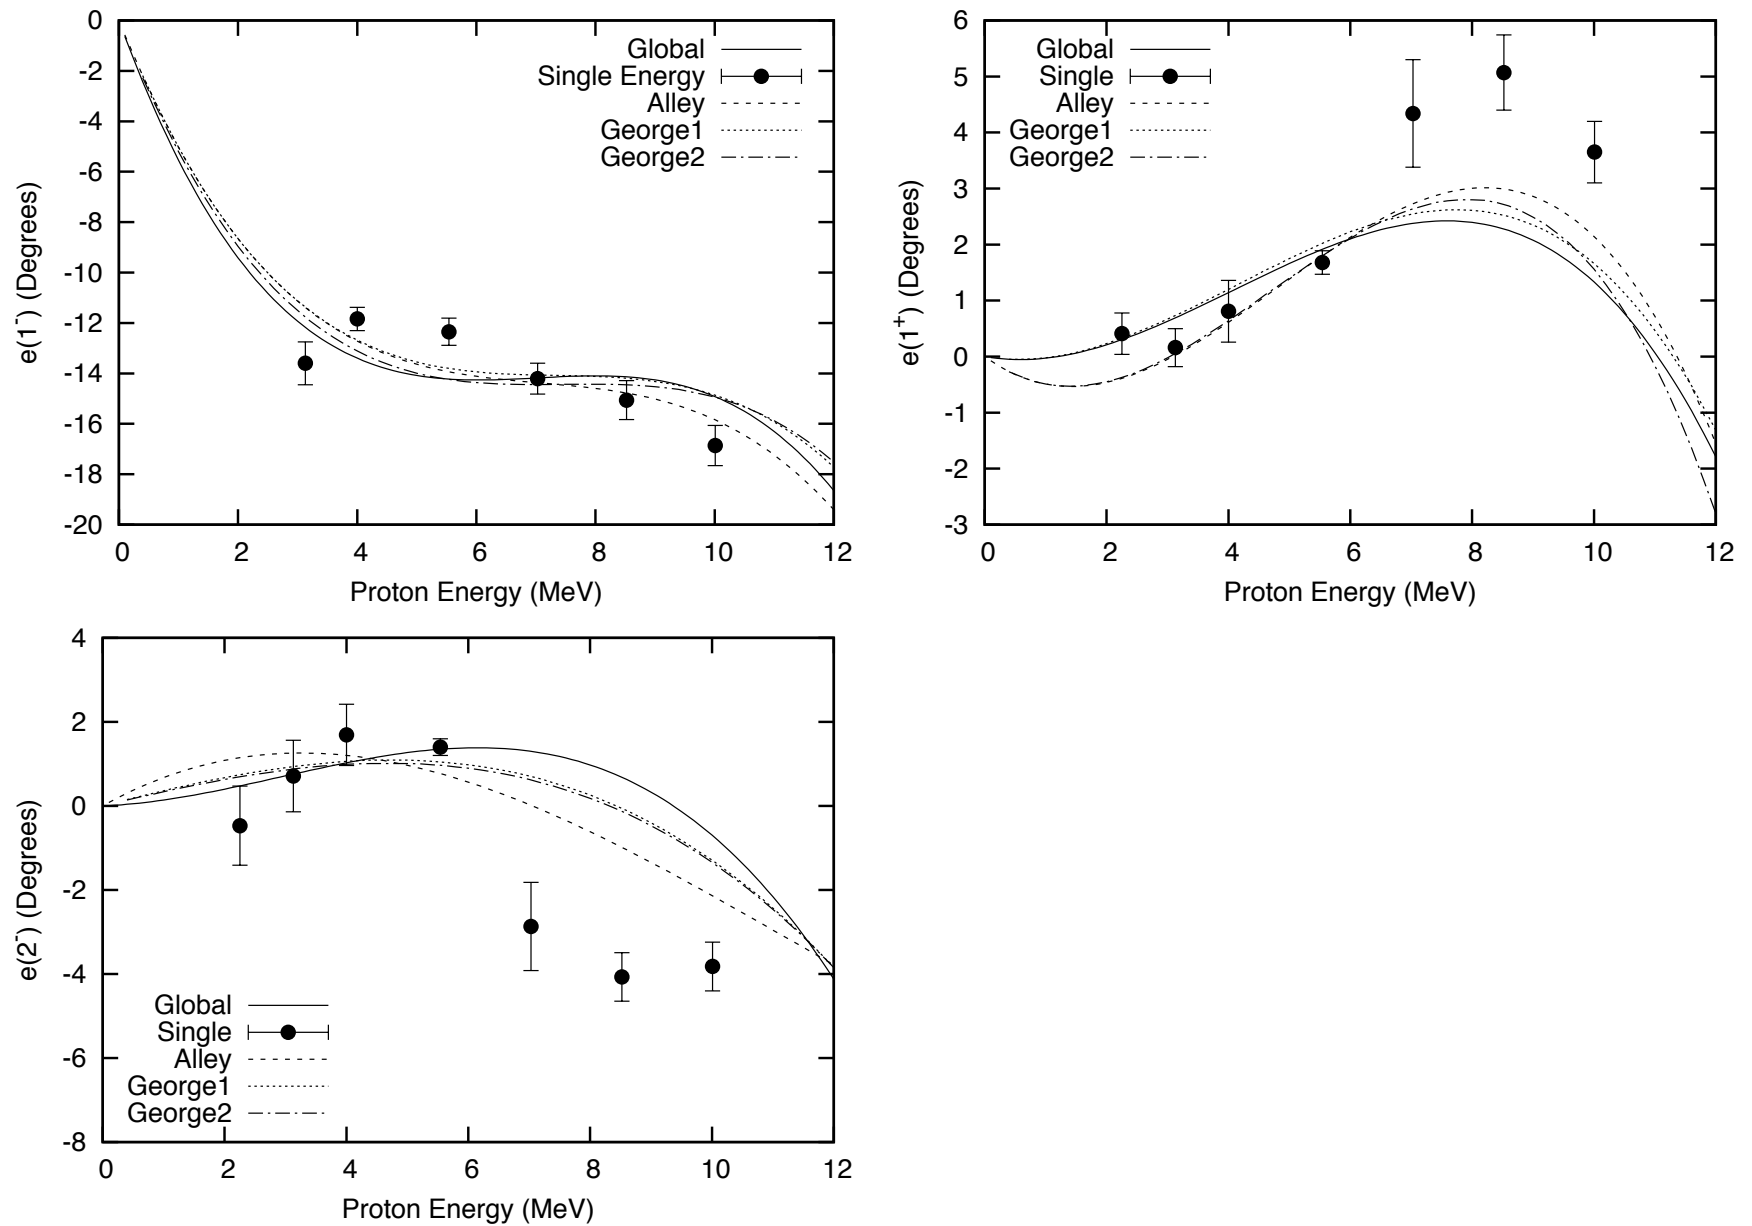 0
-2
-4
-6
-8
-10
-12
-14
-16
-18
-20
0 2 4 6 8 10 12
e(1-) (Degrees)
Proton Energy (MeV)
Global
Single Energy
Alley
George1
George2
6
5
4
3
2
1
0
-1
-2
-3
0 2 4 6 8 10 12
e(1+) (Degrees)
Proton Energy (MeV)
Global
Single
Alley
George1
George2
4
2
0
-2
-4
-6
-8
0 2 4 6 8 10 12
e(2-) (Degrees)
Proton Energy (MeV)
Global
Single
Alley
George1
George2